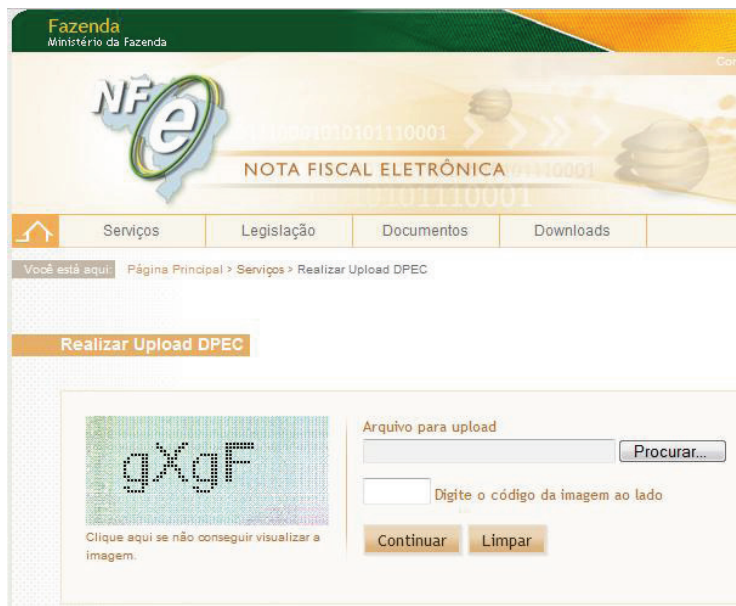 Fazenda
Ministério da Fazenda
NFe
NOTA FISCAL ELETRÔNICA
Serviços Legislação Documentos Downloads
Você está aqui: Página Principal > Serviços > Realizar Upload DPEC
Realizar Upload DPEC
gXgF
Clique aqui se não conseguir visualizar a
imagem.
Arquivo para upload
Procurar...
Digite o código da imagem ao lado
Continuar Limpar